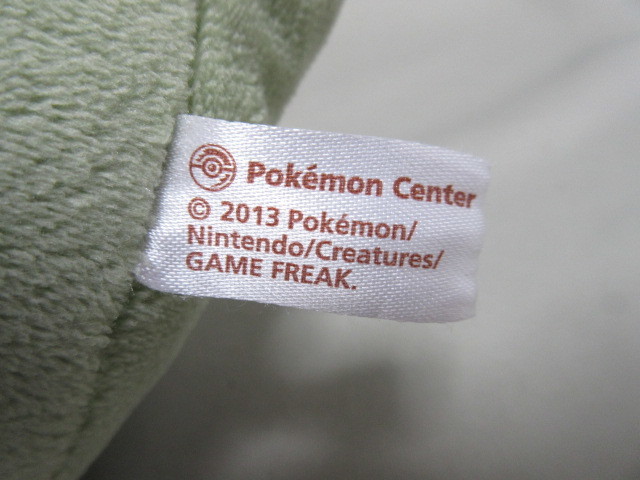 Pokémon Center
© 2013 Pokémon/
Nintendo/Creatures/
GAME FREAK.